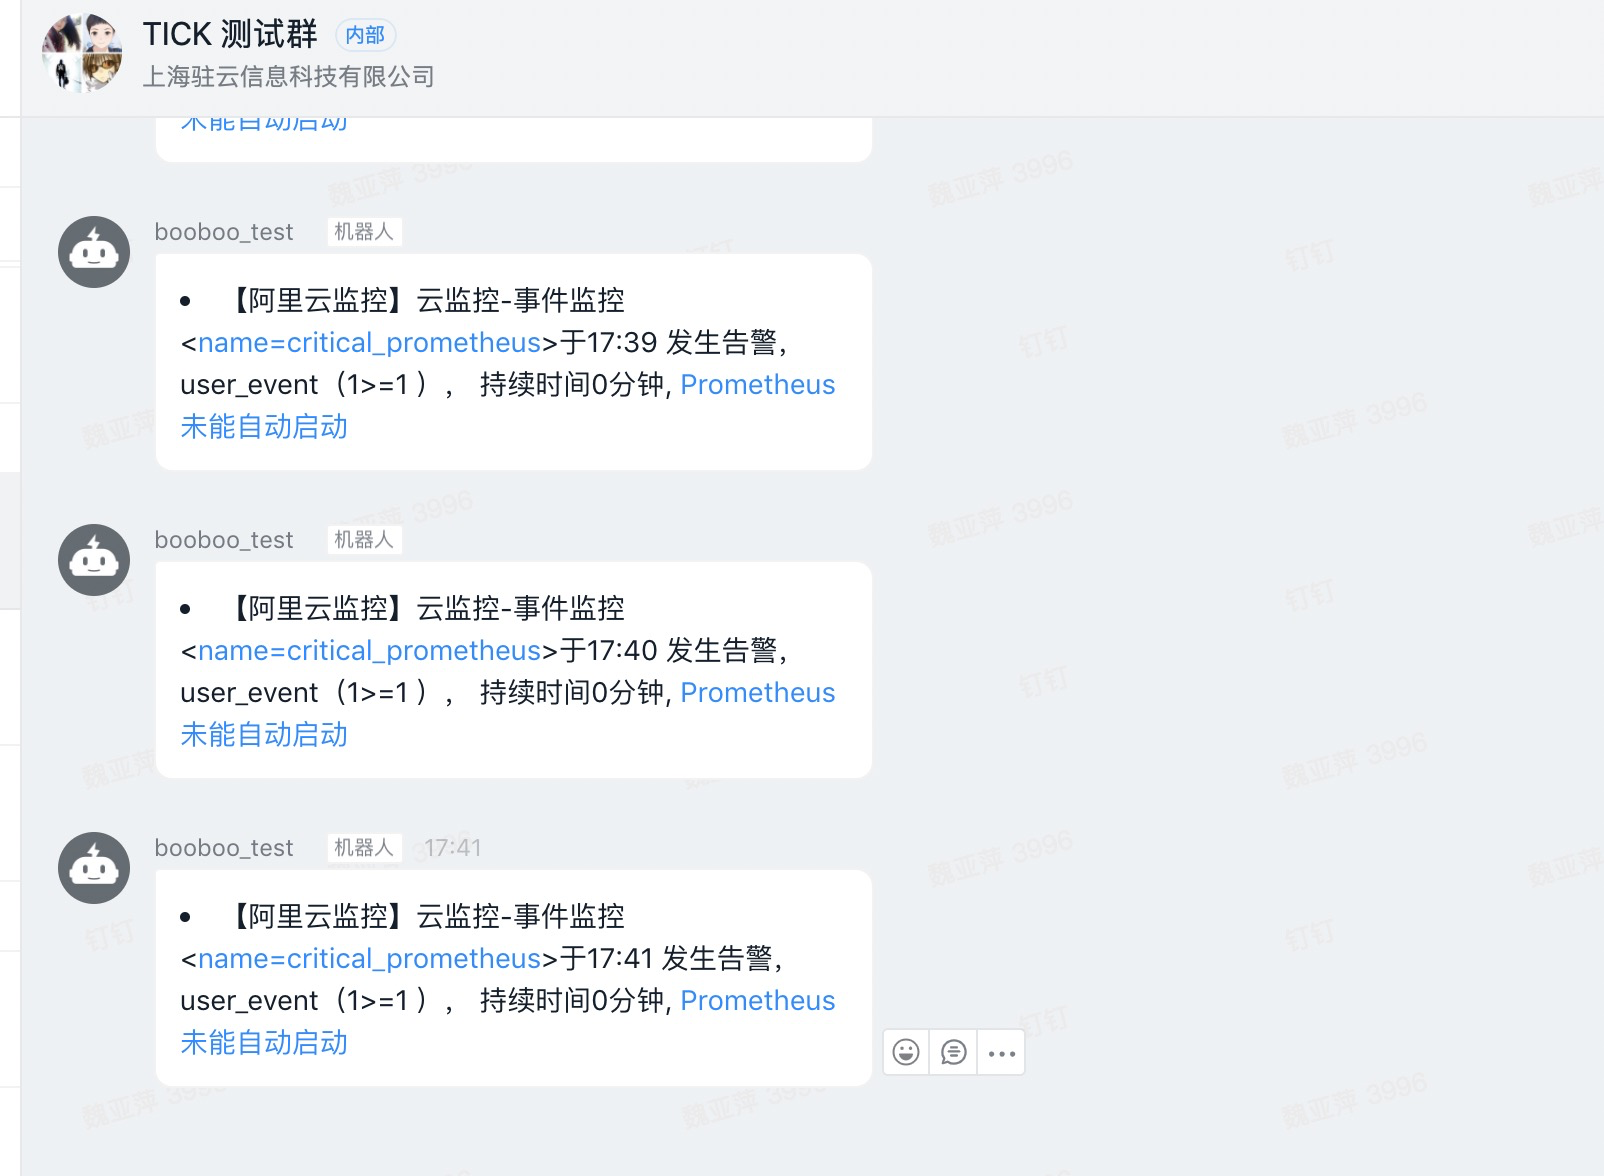 TICK 测试群 内部
上海驻云信息科技有限公司
未能自动启动
booboo_test 机器人
• 【阿里云监控】云监控-事件监控
<name=critical_prometheus>于17:39 发生告警，
user_event（1>=1 ）， 持续时间0分钟, Prometheus
未能自动启动
booboo_test 机器人
• 【阿里云监控】云监控-事件监控
<name=critical_prometheus>于17:40 发生告警，
user_event（1>=1 ）， 持续时间0分钟, Prometheus
未能自动启动
booboo_test 机器人 17:41
• 【阿里云监控】云监控-事件监控
<name=critical_prometheus>于17:41 发生告警，
user_event（1>=1 ）， 持续时间0分钟, Prometheus
未能自动启动
魏亚萍 3996
钉钉